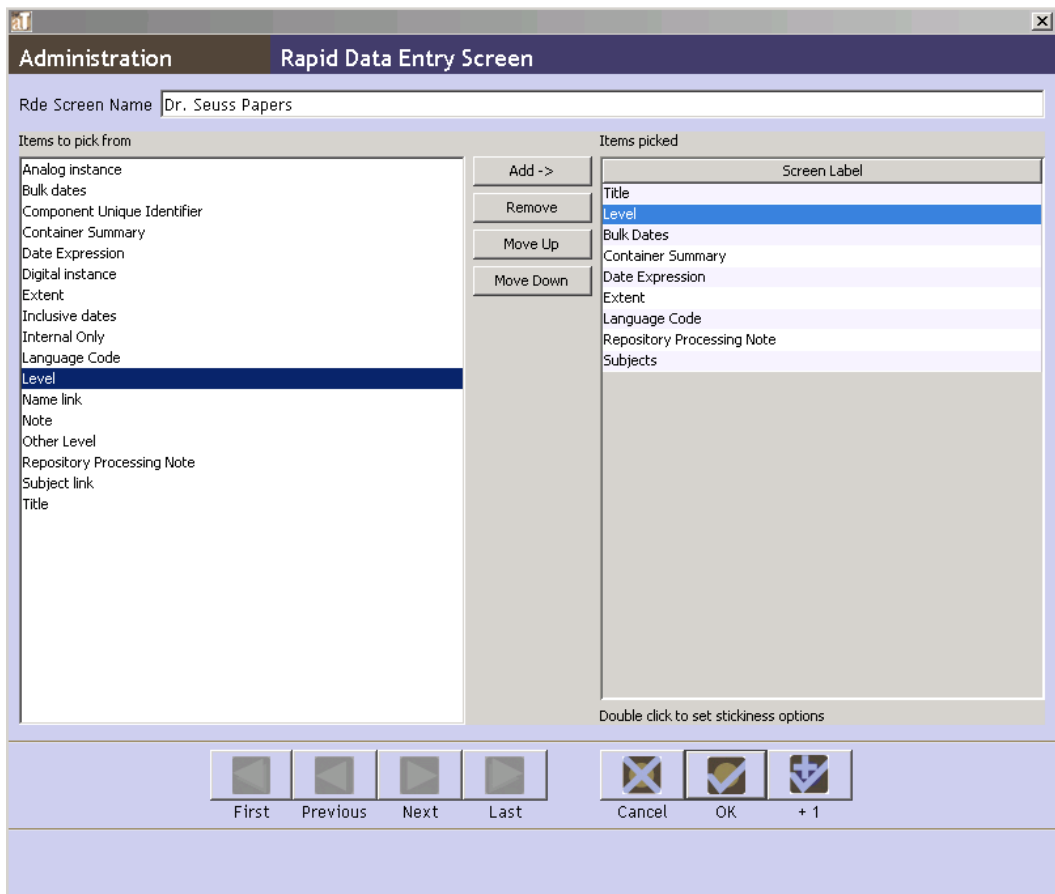 aT
Administration
Rapid Data Entry Screen
Rde Screen Name Dr. Seuss Papers
Items to pick from
Analog instance
Bulk dates
Component Unique Identifier
Container Summary
Date Expression
Digital instance
Extent
Inclusive dates
Internal Only
Language Code
Level
Name link
Note
Other Level
Repository Processing Note
Subject link
Title
Add ->
Remove
Move Up
Move Down
Items picked
Screen Label
Title
Level
Bulk Dates
Container Summary
Date Expression
Extent
Language Code
Repository Processing Note
Subjects
Double click to set stickiness options
First
Previous
Next
Last
Cancel
OK
+ 1